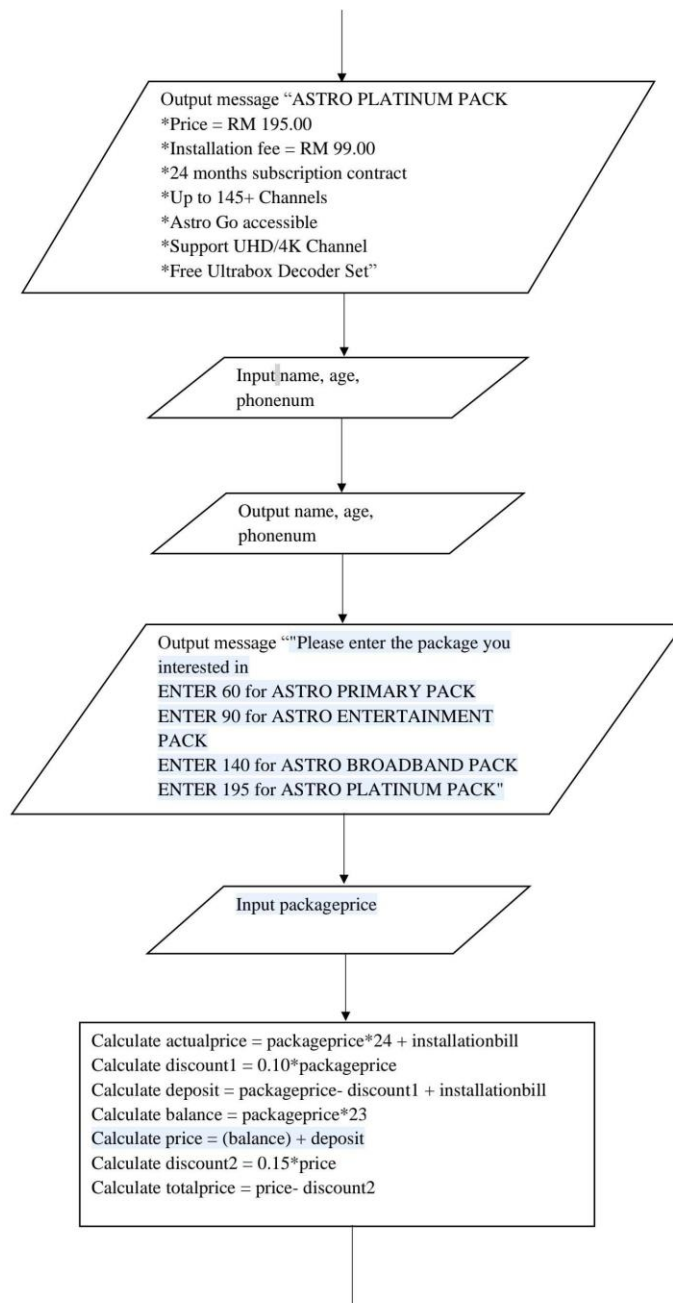 Output message “ASTRO PLATINUM PACK
*Price = RM 195.00
*Installation fee = RM 99.00
*24 months subscription contract
*Up to 145+ Channels
*Astro Go accessible
*Support UHD/4K Channel
*Free Ultrabox Decoder Set”
Input name, age,
phonenum
Output name, age,
phonenum
Output message “"Please enter the package you
interested in
ENTER 60 for ASTRO PRIMARY PACK
ENTER 90 for ASTRO ENTERTAINMENT
PACK
ENTER 140 for ASTRO BROADBAND PACK
ENTER 195 for ASTRO PLATINUM PACK"
Input packageprice
Calculate actualprice = packageprice*24 + installationbill
Calculate discount1 = 0.10*packageprice
Calculate deposit = packageprice- discount1 + installationbill
Calculate balance = packageprice*23
Calculate price = (balance) + deposit
Calculate discount2 = 0.15*price
Calculate totalprice = price- discount2